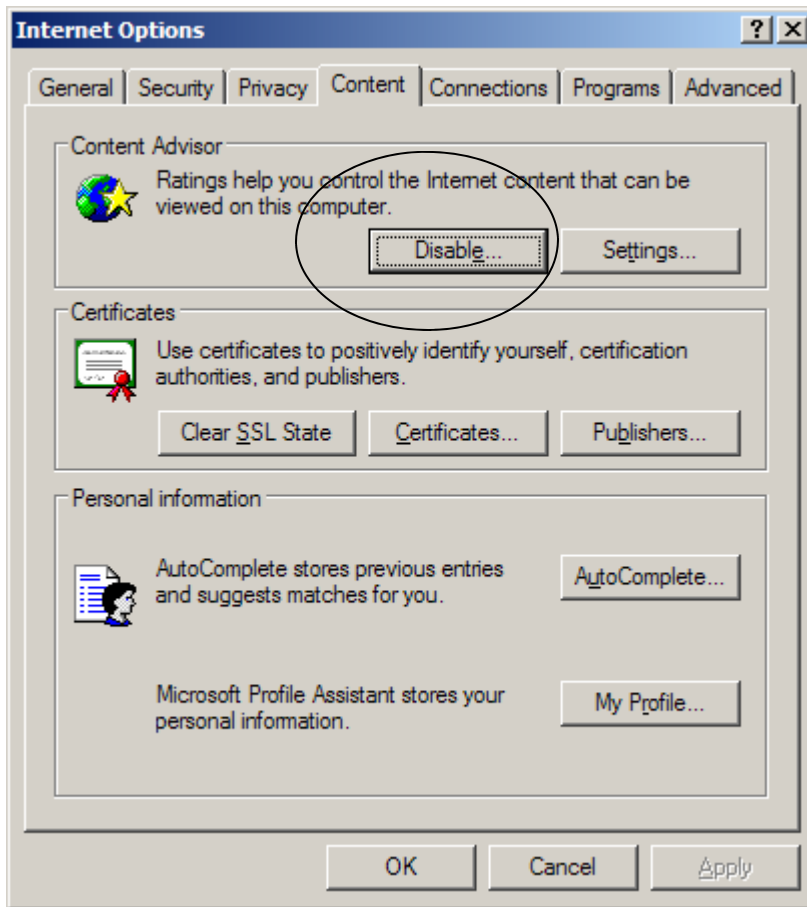 Internet Options
General Security Privacy Content Connections Programs Advanced
Content Advisor
Ratings help you control the Internet content that can be
viewed on this computer.
Disable... Settings...
Certificates
Use certificates to positively identify yourself, certification
authorities, and publishers.
Clear SSL State Certificates... Publishers...
Personal information
AutoComplete stores previous entries
and suggests matches for you.
AutoComplete...
Microsoft Profile Assistant stores your
personal information.
My Profile...
OK Cancel Apply